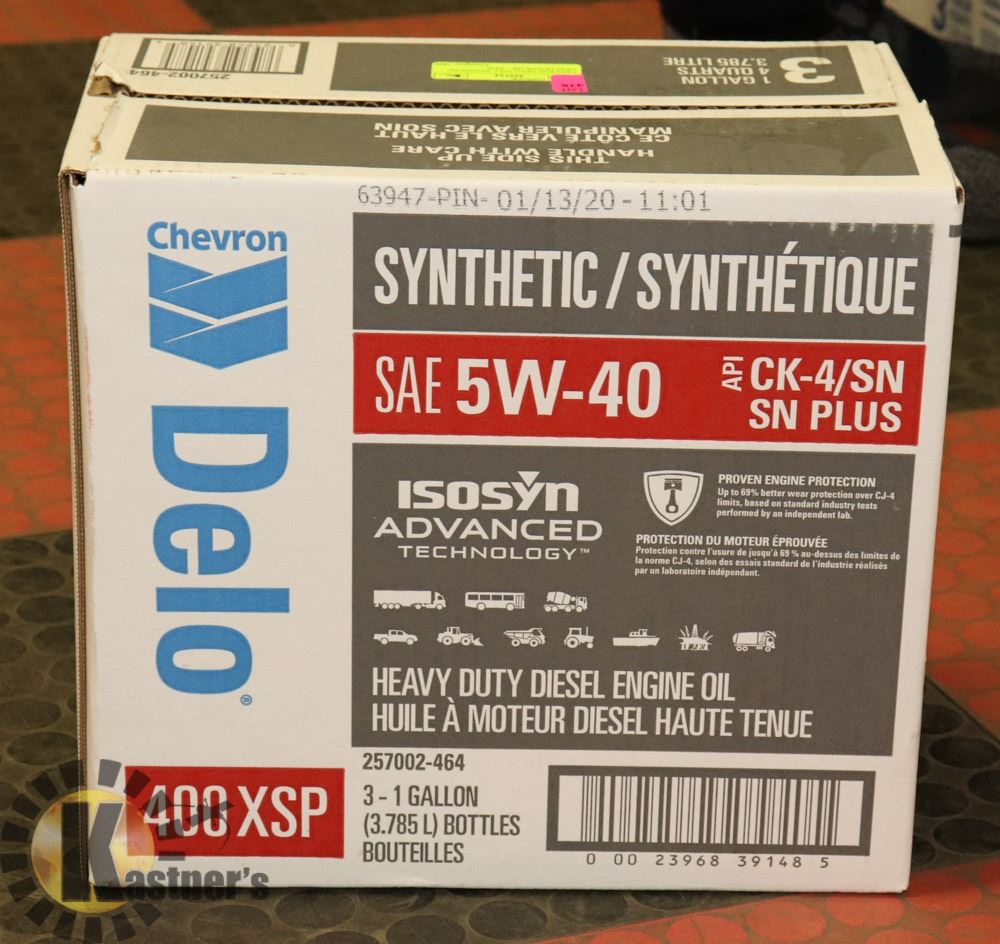 257002-464
3
1 GALLON
4 QUARTS
3.785 LITRE
LOT
THIS SIDE UP
HANDLE WITH CARE
CE CÔTÉ VERS LE HAUT
MANIPULER AVEC SOIN
63947-PIN- 01/13/20 - 11:01
Chevron
Delo®
SYNTHETIC / SYNTHÉTIQUE
SAE 5W-40
API CK-4/SN
SN PLUS
ISOSYN
ADVANCED
TECHNOLOGY™
PROVEN ENGINE PROTECTION
Up to 69% better wear protection over CJ-4
limits, based on standard industry tests
performed by an independent lab.
PROTECTION DU MOTEUR ÉPROUVÉE
Protection contre l'usure de jusqu'à 69 % au-dessus des limites de
la norme CJ-4, selon des essais standard de l'industrie réalisés
par un laboratoire indépendant.
HEAVY DUTY DIESEL ENGINE OIL
HUILE À MOTEUR DIESEL HAUTE TENUE
400 XSP
257002-464
3 - 1 GALLON
(3.785 L) BOTTLES
BOUTEILLES
0 00 23968 39148 5
Kastner's